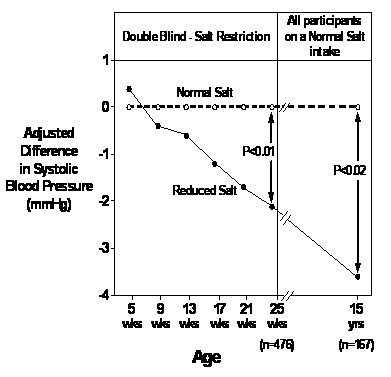 Double Blind - Salt Restriction
All participants
on a Normal Salt
intake
1
0
-1
-2
-3
-4
Adjusted
Difference
in Systolic
Blood Pressure
(mmHg)
Normal Salt
Reduced Salt
P<0.01
P<0.02
5 9 13 17 21 25 15
wks wks wks wks wks wks yrs
(n=476) (n=167)
Age